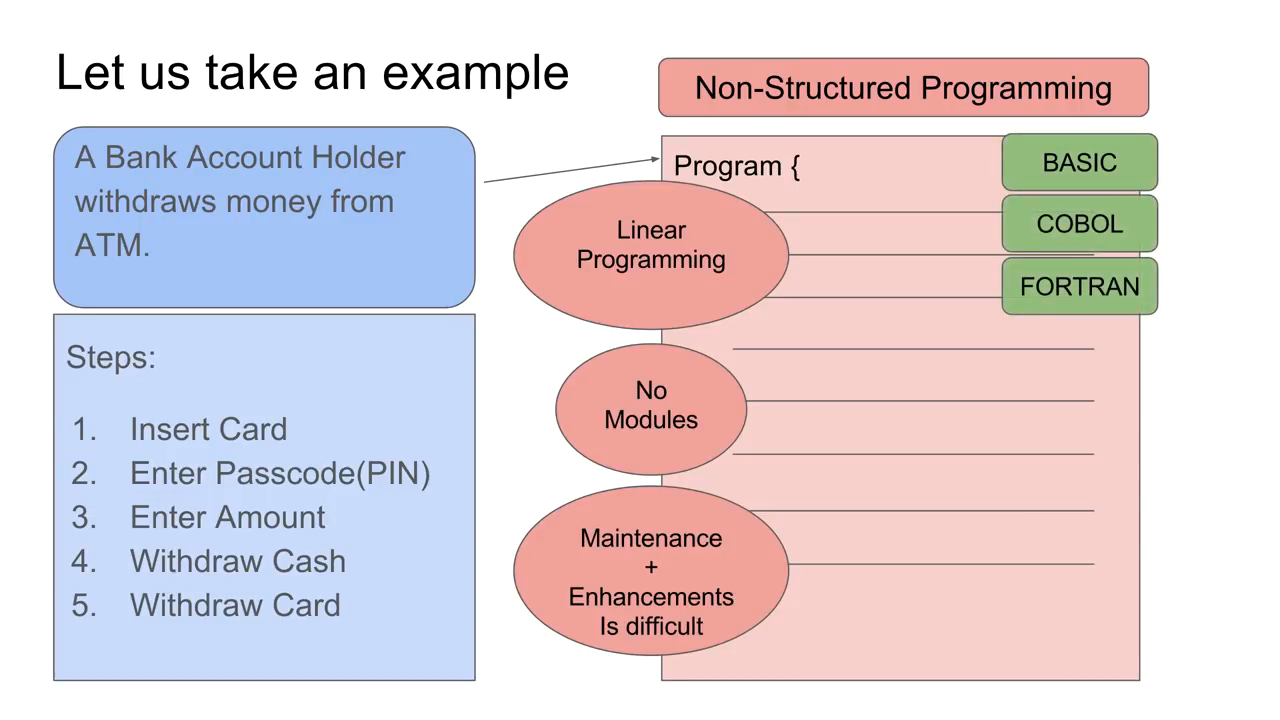 Let us take an example
Non-Structured Programming
A Bank Account Holder
withdraws money from
ATM.
Steps:
1. Insert Card
2. Enter Passcode(PIN)
3. Enter Amount
4. Withdraw Cash
5. Withdraw Card
Program {
BASIC
COBOL
FORTRAN
Linear
Programming
No
Modules
Maintenance
+
Enhancements
Is difficult